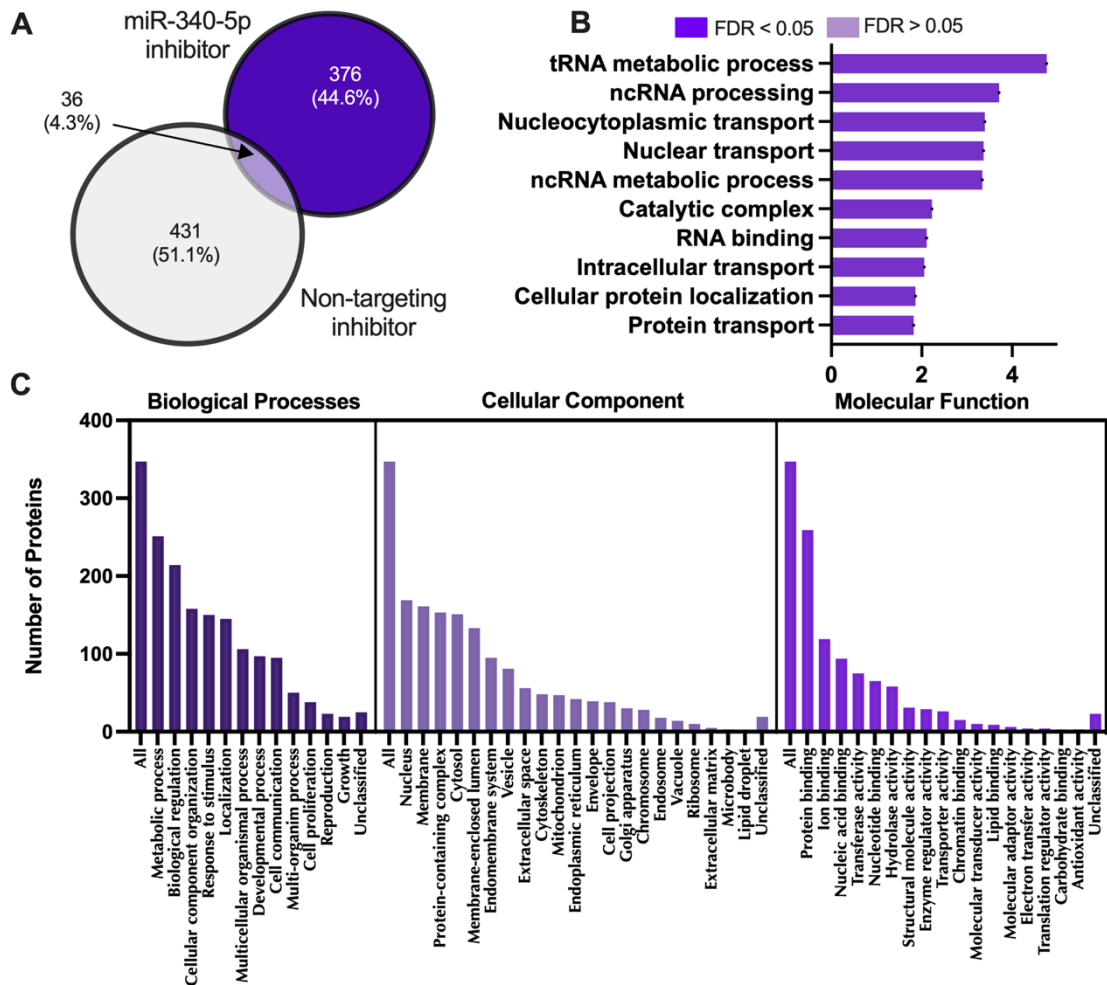 A
miR-340-5p
inhibitor
376
(44.6%)
36
(4.3%)
431
(51.1%)
Non-targeting
inhibitor
B
FDR < 0.05
FDR > 0.05
tRNA metabolic process
ncRNA processing
Nucleocytoplasmic transport
Nuclear transport
ncRNA metabolic process
Catalytic complex
RNA binding
Intracellular transport
Cellular protein localization
Protein transport
0
2
4
C
Biological Processes
Cellular Component
Molecular Function
Number of Proteins
400
300
200
100
0
All
Metabolic process
Biological regulation
Cellular component organization
Response to stimulus
Localization
Multicellular organismal process
Developmental process
Cell communication
Multi-organim process
Cell proliferation
Reproduction
Growth
Unclassified
All
Nucleus
Membrane
Protein-containing complex
Cytosol
Membrane-enclosed lumen
Endomembrane system
Vesicle
Extracellular space
Cytoskeleton
Mitochondrion
Endoplasmic reticulum
Envelope
Cell projection
Golgi apparatus
Chromosome
Endosome
Vacuole
Ribosome
Extracellular matrix
Microbody
Lipid droplet
Unclassified
All
Protein binding
Ion binding
Nucleic acid binding
Transferase activity
Nucleotide binding
Hydrolase activity
Structural molecule activity
Enzyme regulator activity
Transporter activity
Chromatin binding
Molecular transducer activity
Lipid binding
Molecular adaptor activity
Electron transfer activity
Translation regulator activity
Carbohydrate binding
Antioxidant activity
Unclassified